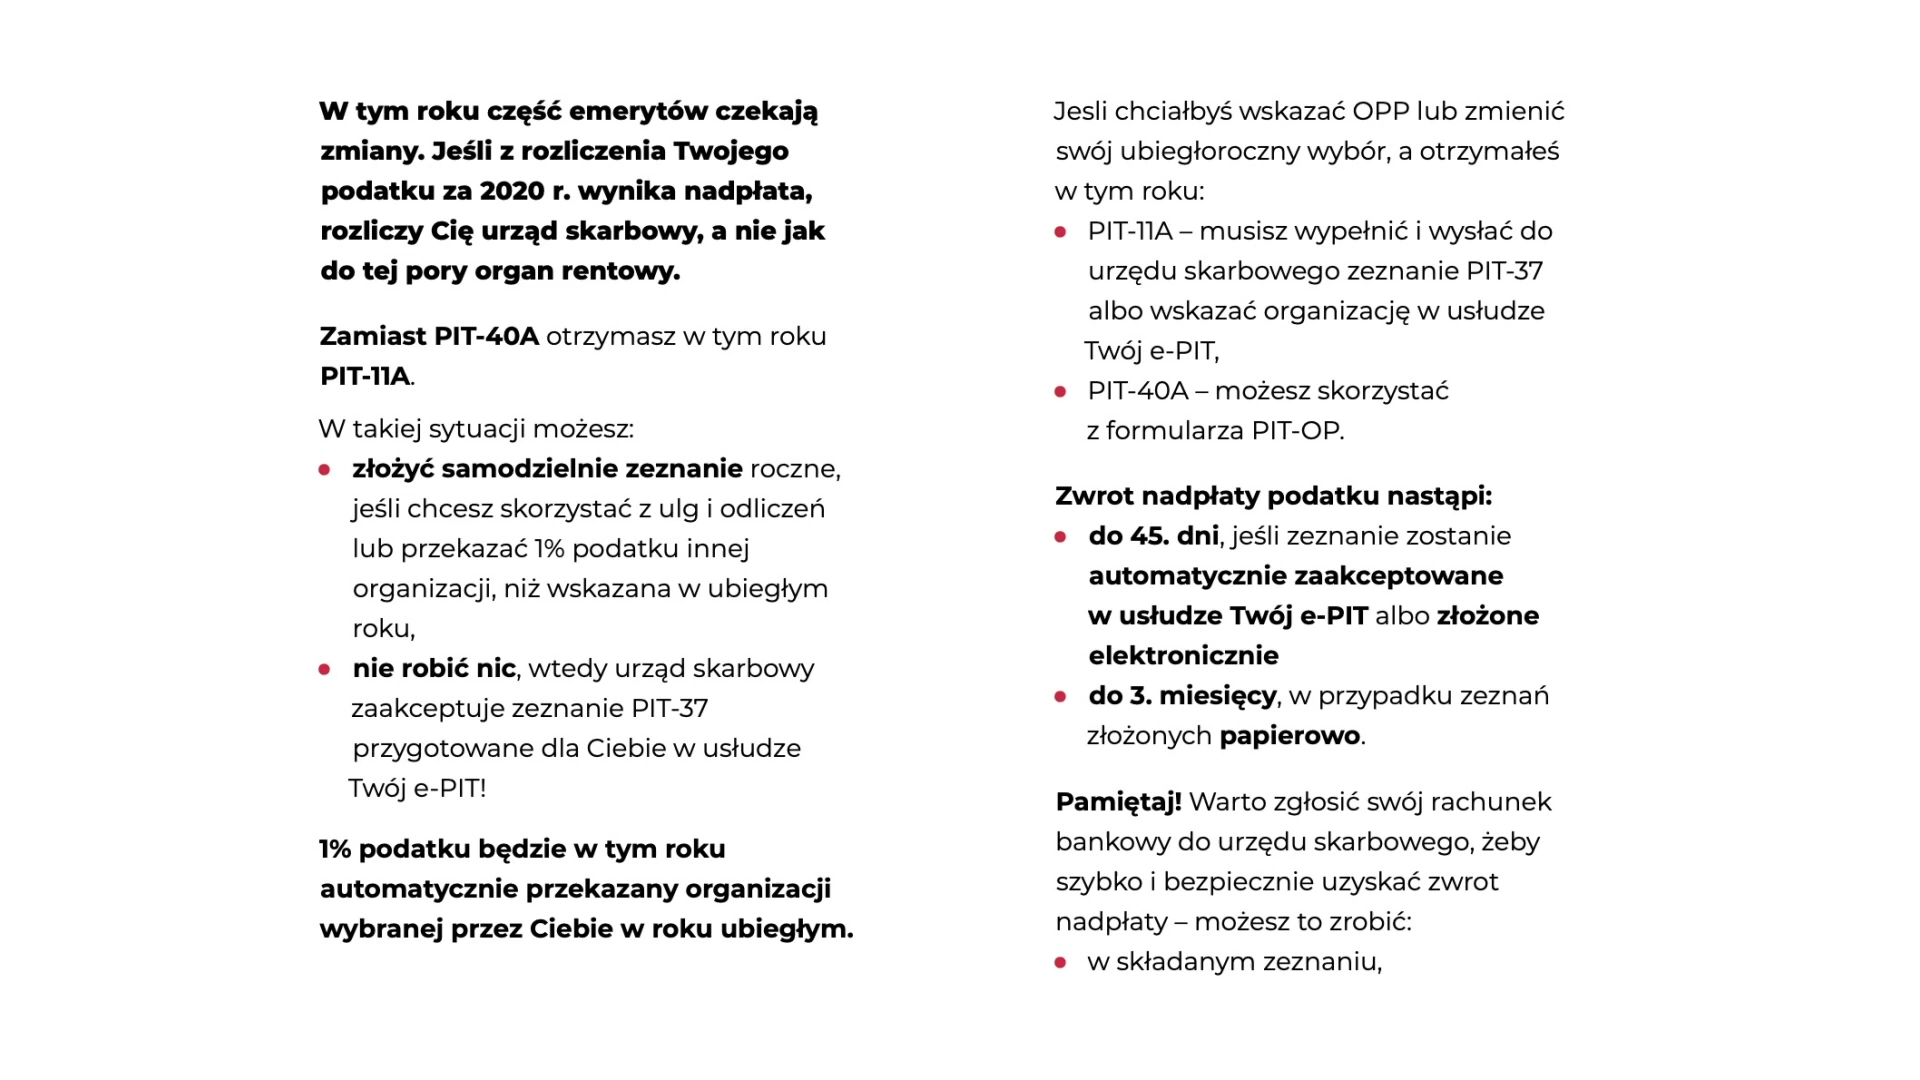 W tym roku część emerytów czekają
zmiany. Jeśli z rozliczenia Twojego
podatku za 2020 r. wynika nadpłata,
rozliczy Cię urząd skarbowy, a nie jak
do tej pory organ rentowy.
Zamiast PIT-40A otrzymasz w tym roku
PIT-11A.
W takiej sytuacji możesz:
• złożyć samodzielnie zeznanie roczne,
jeśli chcesz skorzystać z ulg i odliczeń
lub przekazać 1% podatku innej
organizacji, niż wskazana w ubiegłym
roku,
• nie robić nic, wtedy urząd skarbowy
zaakceptuje zeznanie PIT-37
przygotowane dla Ciebie w usłudze
Twój e-PIT!
1% podatku będzie w tym roku
automatycznie przekazany organizacji
wybranej przez Ciebie w roku ubiegłym.
Jesli chciałbyś wskazać OPP lub zmienić
swój ubiegłoroczny wybór, a otrzymałeś
w tym roku:
• PIT-11A – musisz wypełnić i wysłać do
urzędu skarbowego zeznanie PIT-37
albo wskazać organizację w usłudze
Twój e-PIT,
• PIT-40A – możesz skorzystać
z formularza PIT-OP.
Zwrot nadpłaty podatku nastąpi:
• do 45. dni, jeśli zeznanie zostanie
automatycznie zaakceptowane
w usłudze Twój e-PIT albo złożone
elektronicznie
• do 3. miesięcy, w przypadku zeznań
złożonych papierowo.
Pamiętaj! Warto zgłosić swój rachunek
bankowy do urzędu skarbowego, żeby
szybko i bezpiecznie uzyskać zwrot
nadpłaty – możesz to zrobić:
• w składanym zeznaniu,